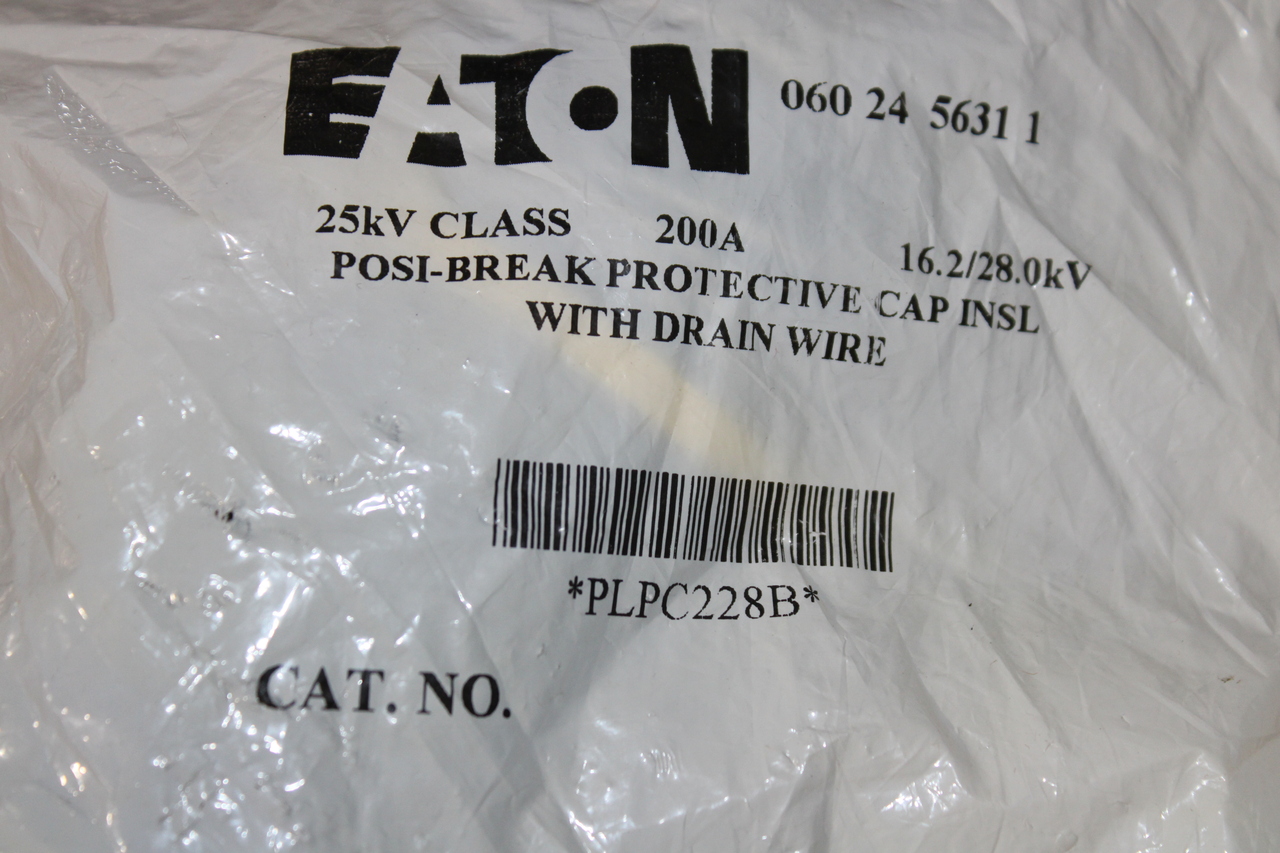 EATON 060 24 5631 1
25kV CLASS 200A 16.2/28.0kV
POSI-BREAK PROTECTIVE CAP INSL
WITH DRAIN WIRE
*PLPC228B*
CAT. NO.